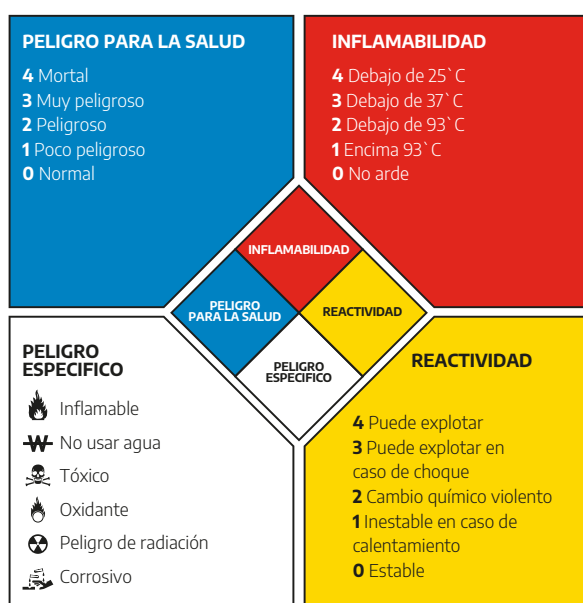 PELIGRO PARA LA SALUD
4 Mortal
3 Muy peligroso
2 Peligroso
1 Poco peligroso
0 Normal
INFLAMABILIDAD
4 Debajo de 25`C
3 Debajo de 37`C
2 Debajo de 93`C
1 Encima 93`C
0 No arde
INFLAMABILIDAD
PELIGRO
PARA LA SALUD
REACTIVIDAD
PELIGRO
ESPECIFICO
PELIGRO
ESPECIFICO
Inflamable
W No usar agua
Tóxico
Oxidante
Peligro de radiación
Corrosivo
REACTIVIDAD
4 Puede explotar
3 Puede explotar en
caso de choque
2 Cambio químico violento
1 Inestable en caso de
calentamiento
0 Estable